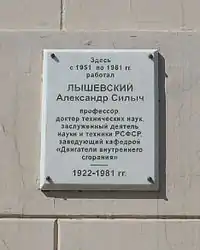 Здесь
с 1951 по 1981 гг.
работал
ЛЫШЕВСКИЙ
Александр Силыч
профессор
доктор технических наук,
заслуженный деятель
науки и техники РСФСР,
заведующий кафедрой
«Двигатели внутреннего
сгорания»
1922-1981 гг.